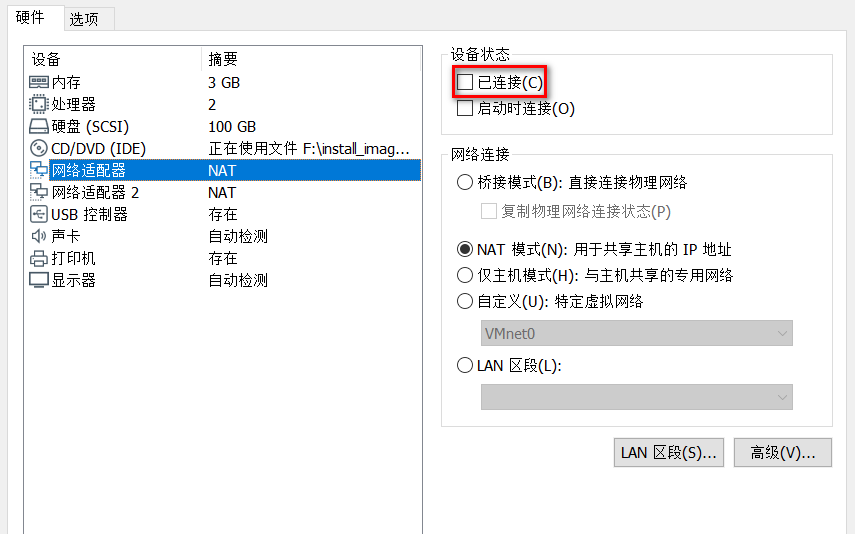 硬件 选项
设备 摘要
内存 3 GB
处理器 2
硬盘 (SCSI) 100 GB
CD/DVD (IDE) 正在使用文件 F:\install_imag...
网络适配器 NAT
网络适配器 2 NAT
USB 控制器 存在
声卡 自动检测
打印机 存在
显示器 自动检测
设备状态
已连接(C)
启动时连接(O)
网络连接
桥接模式(B): 直接连接物理网络
复制物理网络连接状态(P)
NAT 模式(N): 用于共享主机的 IP 地址
仅主机模式(H): 与主机共享的专用网络
自定义(U): 特定虚拟网络
VMnet0
LAN 区段(L):
LAN 区段(S)... 高级(V)...